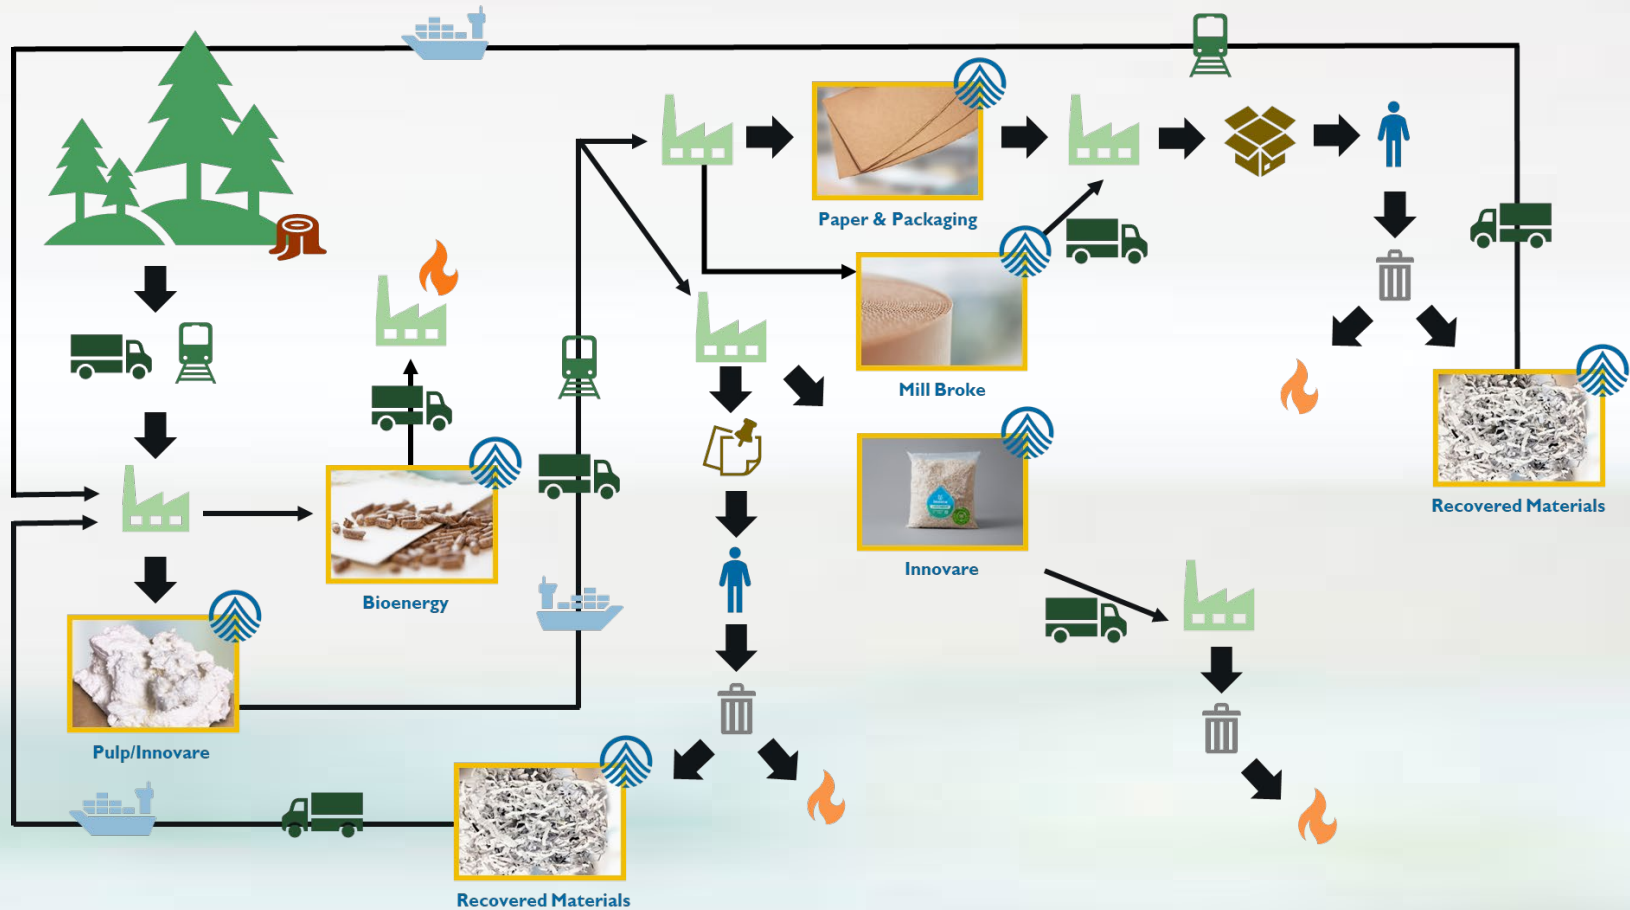 Paper & Packaging
Mill Broke
Recovered Materials
Innovare
Bioenergy
Pulp/Innovare
Recovered Materials